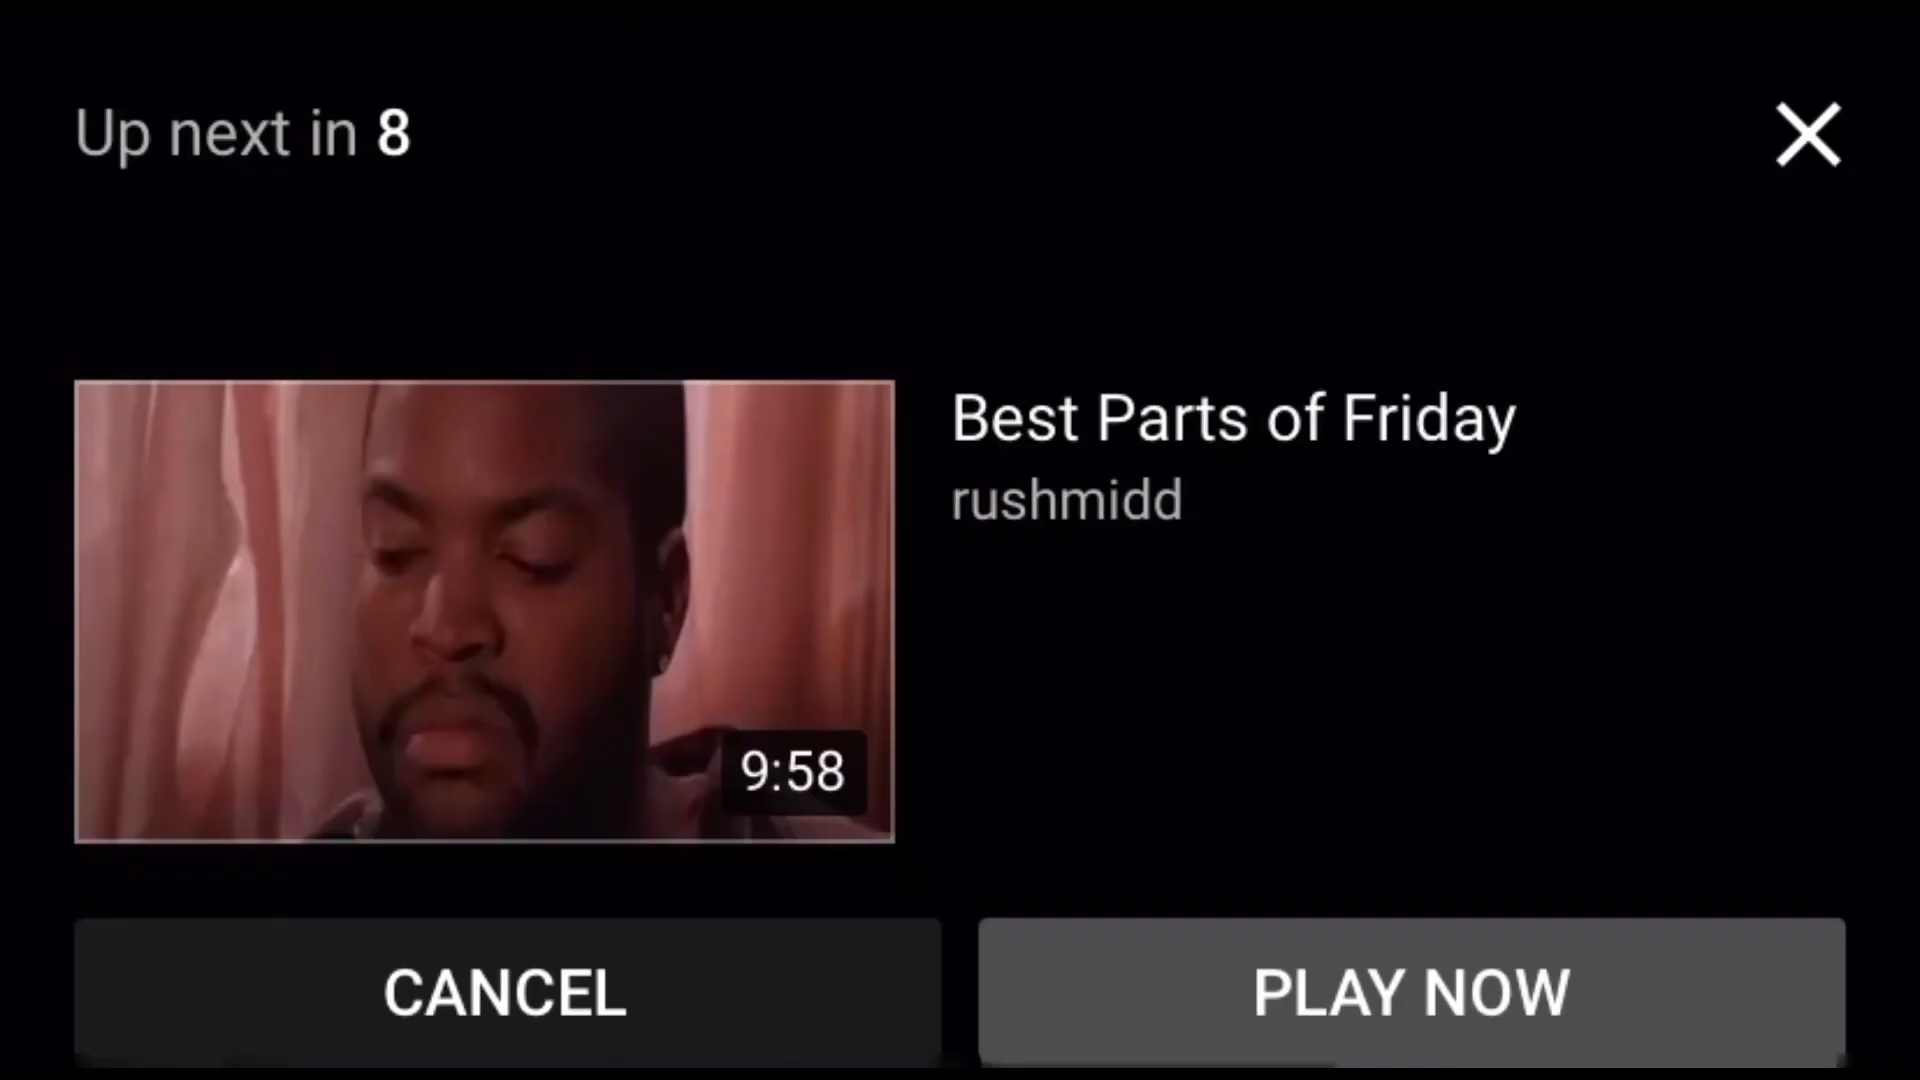 Up next in 8
Best Parts of Friday
rushmidd
9:58
CANCEL
PLAY NOW